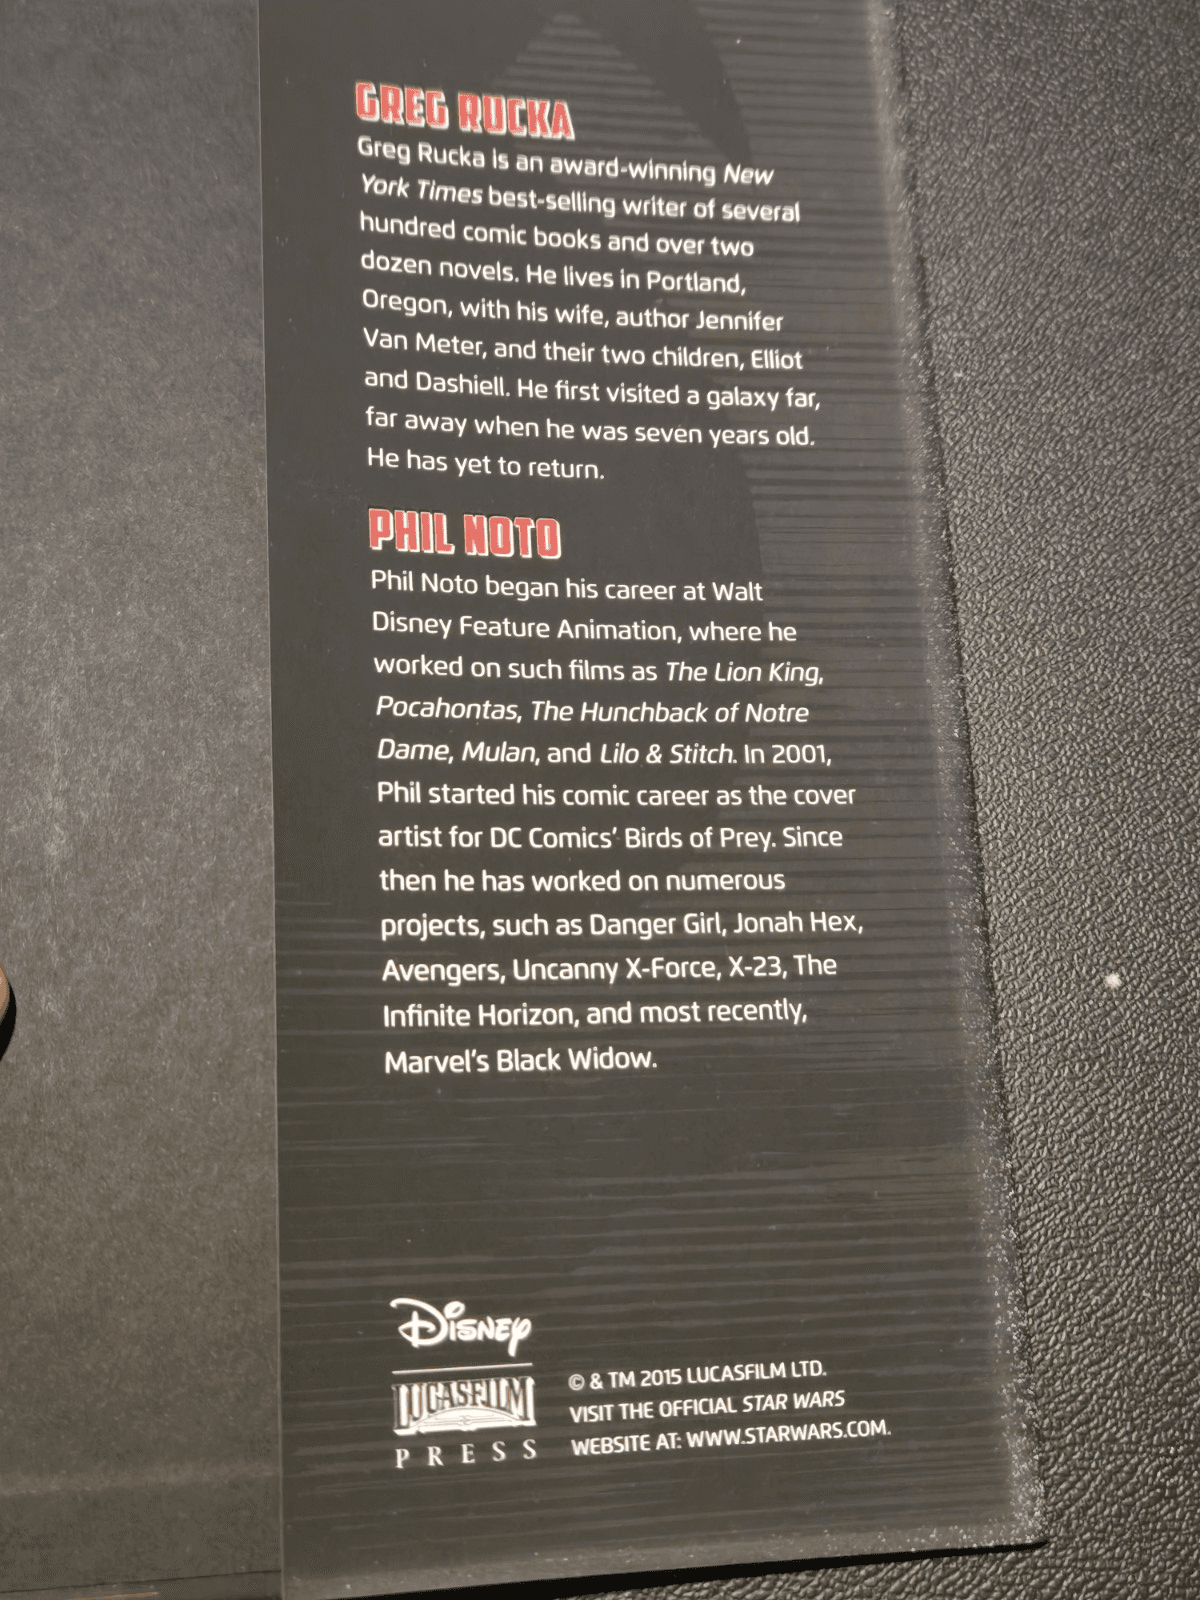 GREG RUCKA
Greg Rucka is an award-winning New
York Times best-selling writer of several
hundred comic books and over two
dozen novels. He lives in Portland,
Oregon, with his wife, author Jennifer
Van Meter, and their two children, Elliot
and Dashiell. He first visited a galaxy far,
far away when he was seven years old.
He has yet to return.
PHIL NOTO
Phil Noto began his career at Walt
Disney Feature Animation, where he
worked on such films as The Lion King,
Pocahontas, The Hunchback of Notre
Dame, Mulan, and Lilo & Stitch. In 2001,
Phil started his comic career as the cover
artist for DC Comics' Birds of Prey. Since
then he has worked on numerous
projects, such as Danger Girl, Jonah Hex,
Avengers, Uncanny X-Force, X-23, The
Infinite Horizon, and most recently,
Marvel's Black Widow.
Disney
LUCASFILM
PRESS
© & TM 2015 LUCASFILM LTD.
VISIT THE OFFICIAL STAR WARS
WEBSITE AT: WWW.STARWARS.COM.